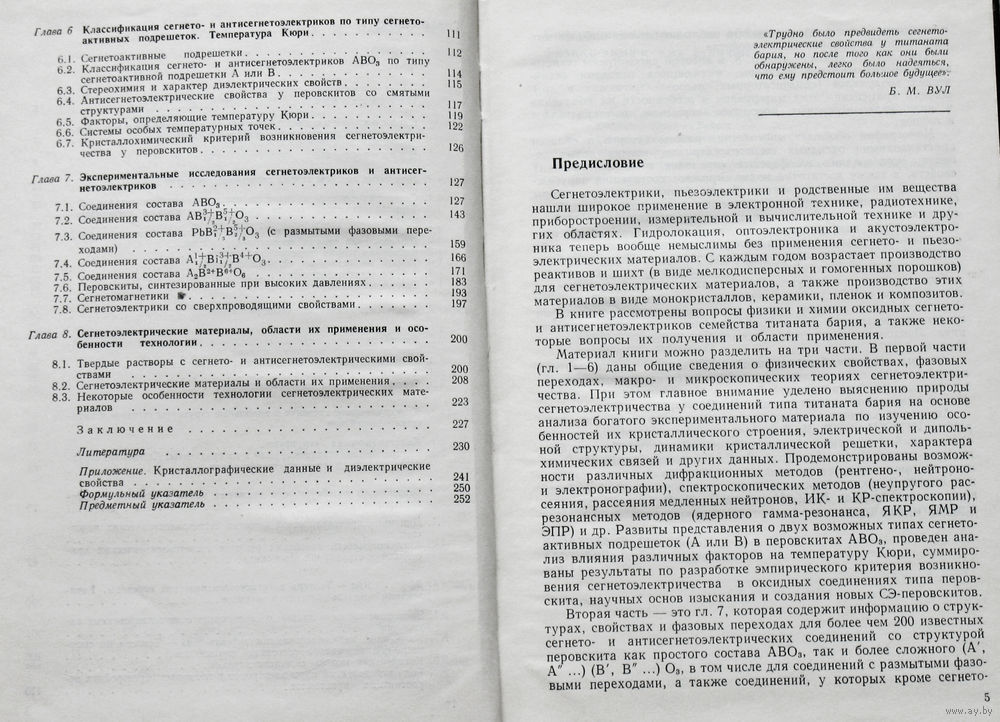 Глава 6 Классификация сегнето- и антисегнетоэлектриков по типу сегнето-
активных подрешеток. Температура Кюри . . . . . 111
6.1. Сегнетоактивные подрешетки . . . . . 112
6.2. Классификация сегнето- и антисегнетоэлектриков ABO₃ по типу
сегнетоактивной подрешетки А или В . . . . . 114
6.3. Стереохимия и характер диэлектрических свойств . . . . . 115
6.4. Антисегнетоэлектрические свойства у перовскитов со смятыми
структурами . . . . . 117
6.5. Факторы, определяющие температуру Кюри . . . . . 119
6.6. Системы особых температурных точек . . . . . 122
6.7. Кристаллохимический критерий возникновения сегнетоэлектри-
чества у перовскитов . . . . . 126
Глава 7. Экспериментальные исследования сегнетоэлектриков и антисег-
нетоэлектриков . . . . . 127
7.1. Соединения состава ABO₃ . . . . . 127
7.2. Соединения состава AB³⁺₁/₂B⁵⁺₁/₂O₃ . . . . . 143
7.3. Соединения состава PbB²⁺₁/₃B⁵⁺₂/₃O₃ (с размытыми фазовыми пере-
ходами) . . . . . 159
7.4. Соединения состава A¹⁺₁/₂B³⁺₁/₂B⁴⁺O₃ . . . . . 166
7.5. Соединения состава A₂B²⁺B⁶⁺O₆ . . . . . 171
7.6. Перовскиты, синтезированные при высоких давлениях . . . . . 183
7.7. Сегнетомагнетики . . . . . 193
7.8. Сегнетоэлектрики со сверхпроводящими свойствами . . . . . 197
Глава 8. Сегнетоэлектрические материалы, области их применения и осо-
бенности технологии . . . . . 200
8.1. Твердые растворы с сегнето- и антисегнетоэлектрическими свой-
ствами . . . . . 200
8.2. Сегнетоэлектрические материалы и области их применения . . . . . 208
8.3. Некоторые особенности технологии сегнетоэлектрических мате-
риалов . . . . . 223
Заключение . . . . . 227
Литература . . . . . 230
Приложение. Кристаллографические данные и диэлектрические
свойства . . . . . 241
Формульный указатель . . . . . 250
Предметный указатель . . . . . 252
«Трудно было предвидеть сегнето-
электрические свойства у титаната
бария, но после того как они были
обнаружены, легко было надеяться,
что ему предстоит большое будущее».
Б. М. ВУЛ
Предисловие
Сегнетоэлектрики, пьезоэлектрики и родственные им вещества
нашли широкое применение в электронной технике, радиотехнике,
приборостроении, измерительной и вычислительной технике и дру-
гих областях. Гидролокация, оптоэлектроника и акустоэлектро-
ника теперь вообще немыслимы без применения сегнето- и пьезо-
электрических материалов. С каждым годом возрастает производство
реактивов и шихт (в виде мелкодисперсных и гомогенных порошков)
для сегнетоэлектрических материалов, а также производство этих
материалов в виде монокристаллов, керамики, пленок и композитов.
В книге рассмотрены вопросы физики и химии оксидных сегнето-
и антисегнетоэлектриков семейства титаната бария, а также неко-
торые вопросы их получения и области применения.
Материал книги можно разделить на три части. В первой части
(гл. 1—6) даны общие сведения о физических свойствах, фазовых
переходах, макро- и микроскопических теориях сегнетоэлектри-
чества. При этом главное внимание уделено выяснению природы
сегнетоэлектричества у соединений типа титаната бария на основе
анализа богатого экспериментального материала по изучению осо-
бенностей их кристаллического строения, электрической и диполь-
ной структуры, динамики кристаллической решетки, характера
химических связей и других данных. Продемонстрированы возмож-
ности различных дифракционных методов (рентгено-, нейтроно-
и электронографии), спектроскопических методов (неупругого рас-
сеяния, рассеяния медленных нейтронов, ИК- и КР-спектроскопии),
резонансных методов (ядерного гамма-резонанса, ЯКР, ЯМР и
ЭПР) и др. Развиты представления о двух возможных типах сегнето-
активных подрешеток (А или В) в перовскитах ABO₃, проведен ана-
лиз влияния различных факторов на температуру Кюри, суммиро-
ваны результаты по разработке эмпирического критерия возникно-
вения сегнетоэлектричества в оксидных соединениях типа перов-
скита, научных основ изыскания и создания новых СЭ-перовскитов.
Вторая часть — это гл. 7, которая содержит информацию о струк-
турах, свойствах и фазовых переходах для более чем 200 известных
сегнето- и антисегнетоэлектрических соединений со структурой
перовскита как простого состава ABO₃, так и более сложного (A′,
A″ ...) (B′, B″ ...) O₃, в том числе для соединений с размытыми фазо-
выми переходами, а также соединений, у которых кроме сегнето-
5
www.ay.by